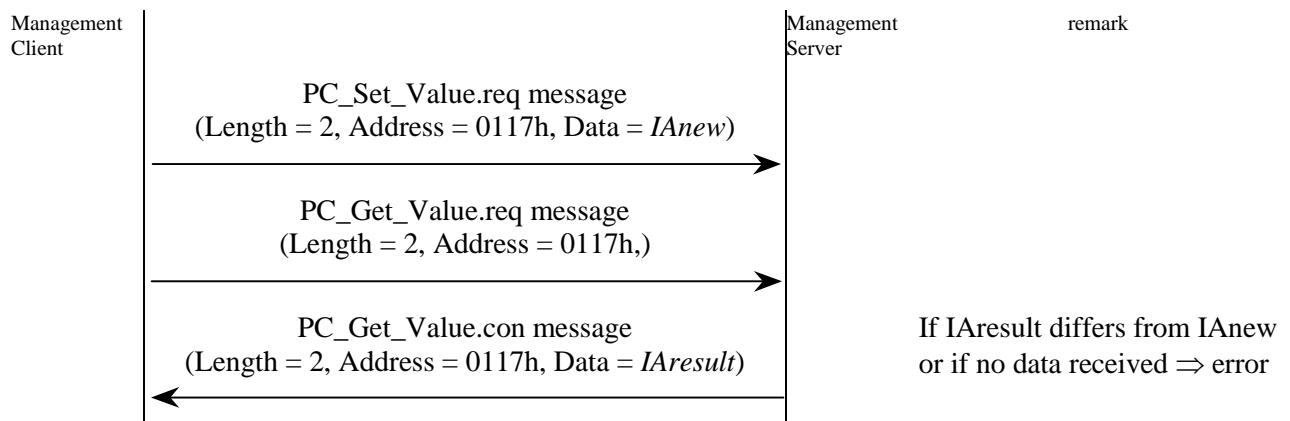 Management
Client
Management
Server
remark
PC_Set_Value.req message
(Length = 2, Address = 0117h, Data = IAnew)
PC_Get_Value.req message
(Length = 2, Address = 0117h,)
PC_Get_Value.con message
(Length = 2, Address = 0117h, Data = IAresult)
If IAresult differs from IAnew
or if no data received ⇒ error